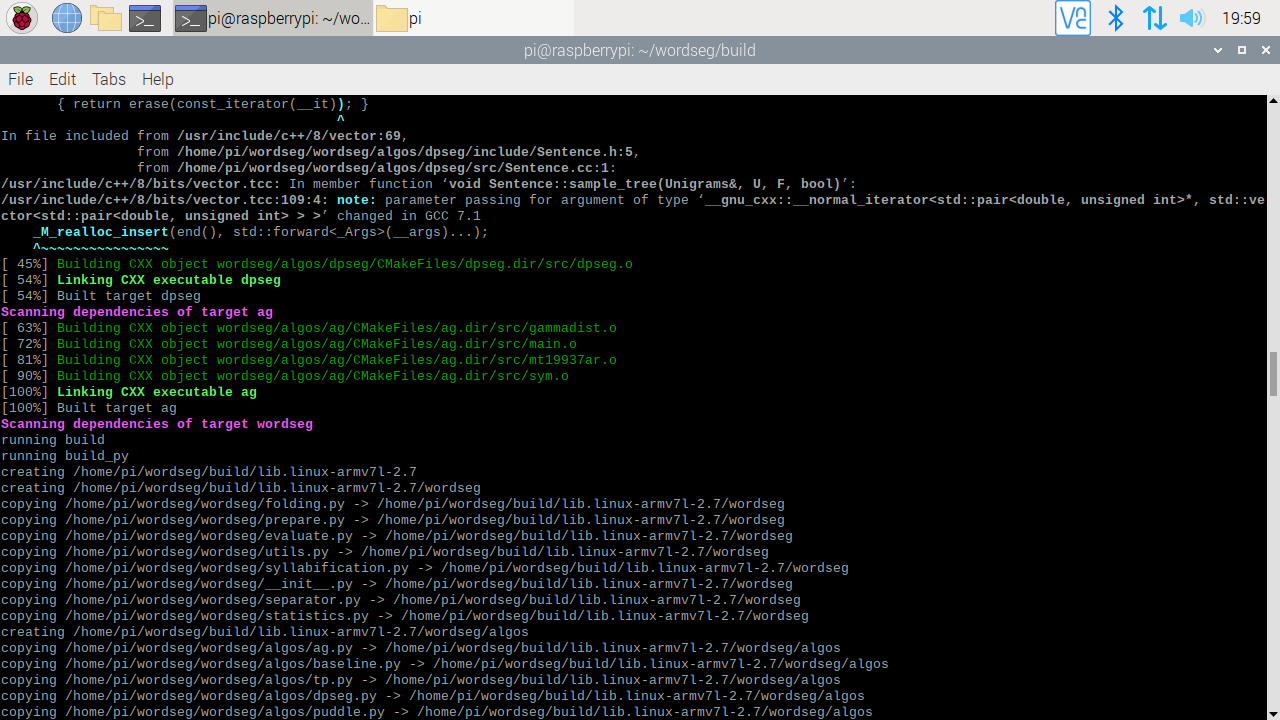 pi@raspberrypi: ~/wo...
pi
19:59
pi@raspberrypi: ~/wordseg/build
File Edit Tabs Help
{ return erase(const_iterator(__it)); }
^
In file included from /usr/include/c++/8/vector:69,
from /home/pi/wordseg/wordseg/algos/dpseg/include/Sentence.h:5,
from /home/pi/wordseg/wordseg/algos/dpseg/src/Sentence.cc:1:
/usr/include/c++/8/bits/vector.tcc: In member function ‘void Sentence::sample_tree(Unigrams&, U, F, bool)’:
/usr/include/c++/8/bits/vector.tcc:109:4: note: parameter passing for argument of type ‘__gnu_cxx::__normal_iterator<std::pair<double, unsigned int>*, std::ve
ctor<std::pair<double, unsigned int> > >’ changed in GCC 7.1
_M_realloc_insert(end(), std::forward<_Args>(__args)...);
^~~~~~~~~~~~~~~~~
[ 45%] Building CXX object wordseg/algos/dpseg/CMakeFiles/dpseg.dir/src/dpseg.o
[ 54%] Linking CXX executable dpseg
[ 54%] Built target dpseg
Scanning dependencies of target ag
[ 63%] Building CXX object wordseg/algos/ag/CMakeFiles/ag.dir/src/gammadist.o
[ 72%] Building CXX object wordseg/algos/ag/CMakeFiles/ag.dir/src/main.o
[ 81%] Building CXX object wordseg/algos/ag/CMakeFiles/ag.dir/src/mt19937ar.o
[ 90%] Building CXX object wordseg/algos/ag/CMakeFiles/ag.dir/src/sym.o
[100%] Linking CXX executable ag
[100%] Built target ag
Scanning dependencies of target wordseg
running build
running build_py
creating /home/pi/wordseg/build/lib.linux-armv7l-2.7
creating /home/pi/wordseg/build/lib.linux-armv7l-2.7/wordseg
copying /home/pi/wordseg/wordseg/folding.py -> /home/pi/wordseg/build/lib.linux-armv7l-2.7/wordseg
copying /home/pi/wordseg/wordseg/prepare.py -> /home/pi/wordseg/build/lib.linux-armv7l-2.7/wordseg
copying /home/pi/wordseg/wordseg/evaluate.py -> /home/pi/wordseg/build/lib.linux-armv7l-2.7/wordseg
copying /home/pi/wordseg/wordseg/utils.py -> /home/pi/wordseg/build/lib.linux-armv7l-2.7/wordseg
copying /home/pi/wordseg/wordseg/syllabification.py -> /home/pi/wordseg/build/lib.linux-armv7l-2.7/wordseg
copying /home/pi/wordseg/wordseg/__init__.py -> /home/pi/wordseg/build/lib.linux-armv7l-2.7/wordseg
copying /home/pi/wordseg/wordseg/separator.py -> /home/pi/wordseg/build/lib.linux-armv7l-2.7/wordseg
copying /home/pi/wordseg/wordseg/statistics.py -> /home/pi/wordseg/build/lib.linux-armv7l-2.7/wordseg
creating /home/pi/wordseg/build/lib.linux-armv7l-2.7/wordseg/algos
copying /home/pi/wordseg/wordseg/algos/ag.py -> /home/pi/wordseg/build/lib.linux-armv7l-2.7/wordseg/algos
copying /home/pi/wordseg/wordseg/algos/baseline.py -> /home/pi/wordseg/build/lib.linux-armv7l-2.7/wordseg/algos
copying /home/pi/wordseg/wordseg/algos/tp.py -> /home/pi/wordseg/build/lib.linux-armv7l-2.7/wordseg/algos
copying /home/pi/wordseg/wordseg/algos/dpseg.py -> /home/pi/wordseg/build/lib.linux-armv7l-2.7/wordseg/algos
copying /home/pi/wordseg/wordseg/algos/puddle.py -> /home/pi/wordseg/build/lib.linux-armv7l-2.7/wordseg/algos